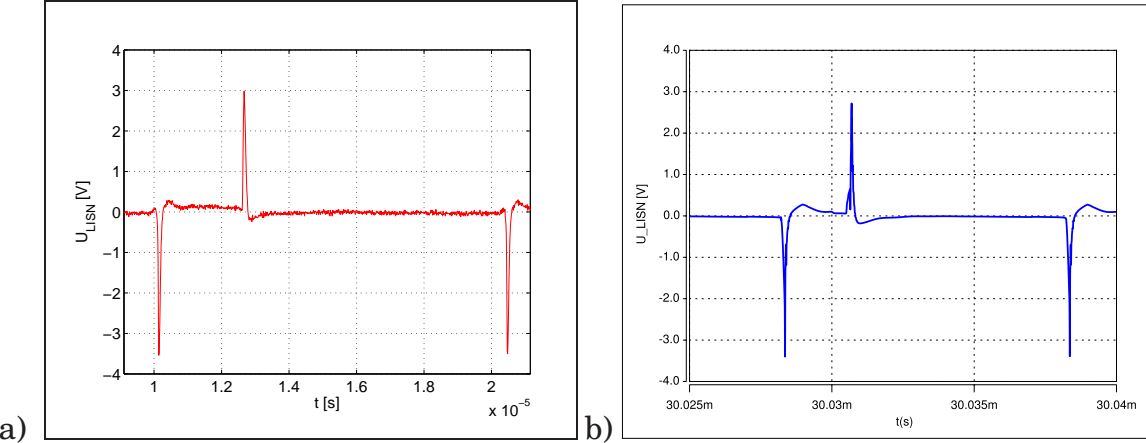 4
3
2
1
0
−1
−2
−3
−4
U_LISN [V]
1 1.2 1.4 1.6 1.8 2
t [s]
x 10^−5
a)
4.0
3.0
2.0
1.0
0.0
-1.0
-2.0
-3.0
-4.0
U_LISN [V]
30.025m 30.03m 30.035m 30.04m
t(s)
b)